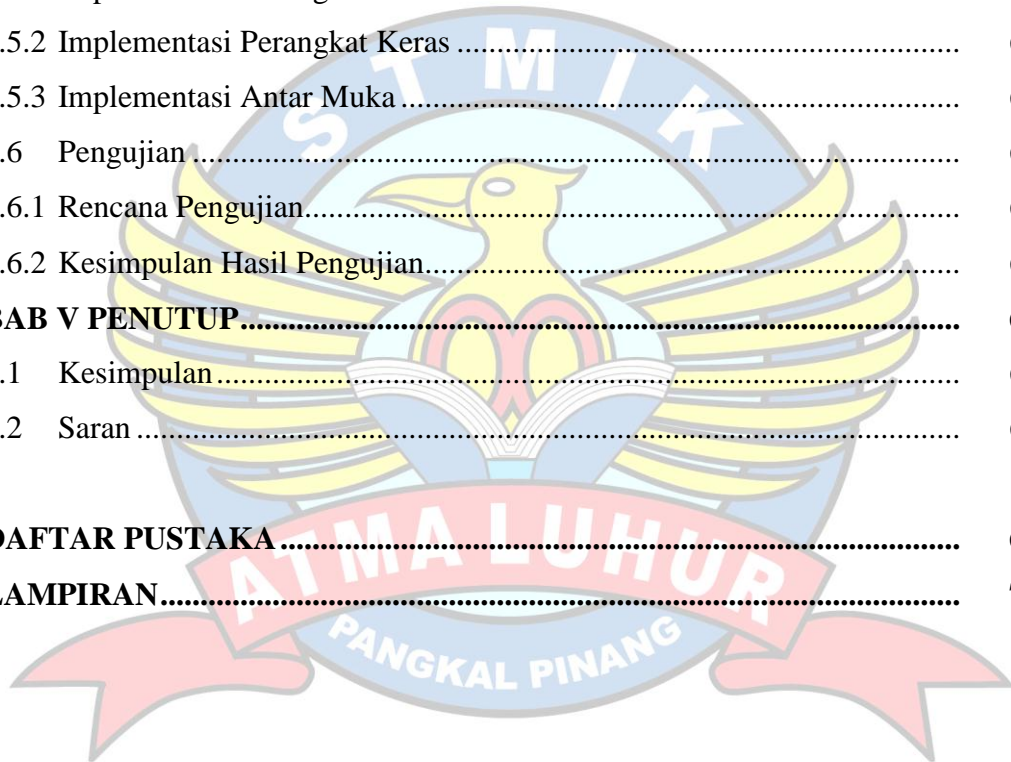 .5.2 Implementasi Perangkat Keras ...............................................................
.5.3 Implementasi Antar Muka ......................................................................
.6 Pengujian ................................................................................................
.6.1 Rencana Pengujian..................................................................................
.6.2 Kesimpulan Hasil Pengujian...................................................................
BAB V PENUTUP..........................................................................................
.1 Kesimpulan .............................................................................................
.2 Saran .......................................................................................................
DAFTAR PUSTAKA .....................................................................................
LAMPIRAN....................................................................................................
STMIK
ATMA LUHUR
PANGKAL PINANG